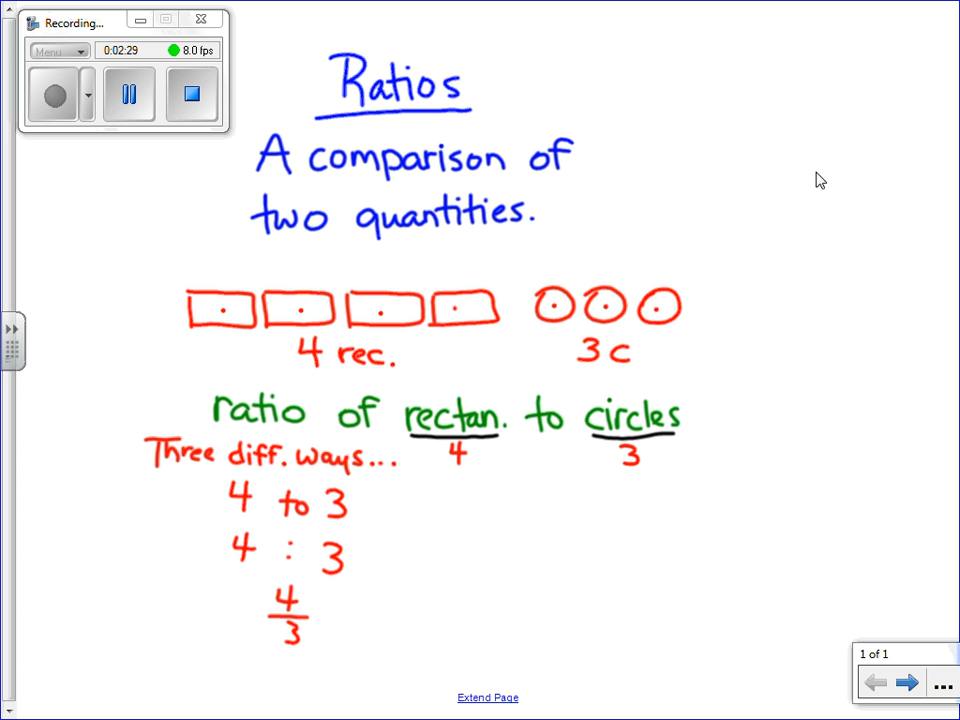 Recording...
Menu
0:02:29
8.0 fps
Ratios
A comparison of
two quantities.
4 rec.
3 c
ratio of rectan. to circles
Three diff. ways...
4
3
4 to 3
4 : 3
4
3
1 of 1
...
Extend Page